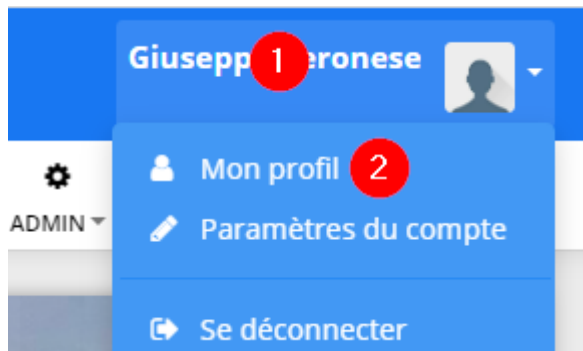 Giusepp 1 eronese
Mon profil 2
ADMIN
Paramètres du compte
Se déconnecter